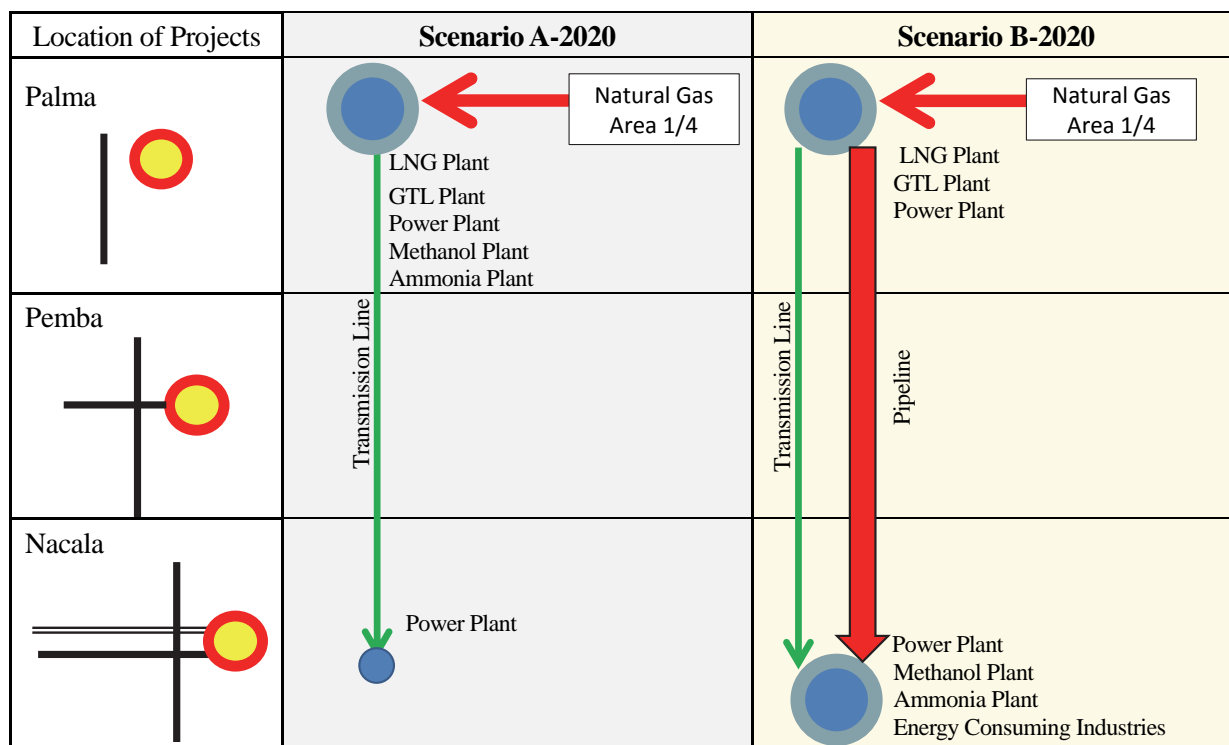 Location of Projects
Scenario A-2020
Scenario B-2020
Palma
Natural Gas
Area 1/4
LNG Plant
GTL Plant
Power Plant
Methanol Plant
Ammonia Plant
Natural Gas
Area 1/4
LNG Plant
GTL Plant
Power Plant
Pemba
Transmission Line
Transmission Line
Pipeline
Nacala
Power Plant
Power Plant
Methanol Plant
Ammonia Plant
Energy Consuming Industries